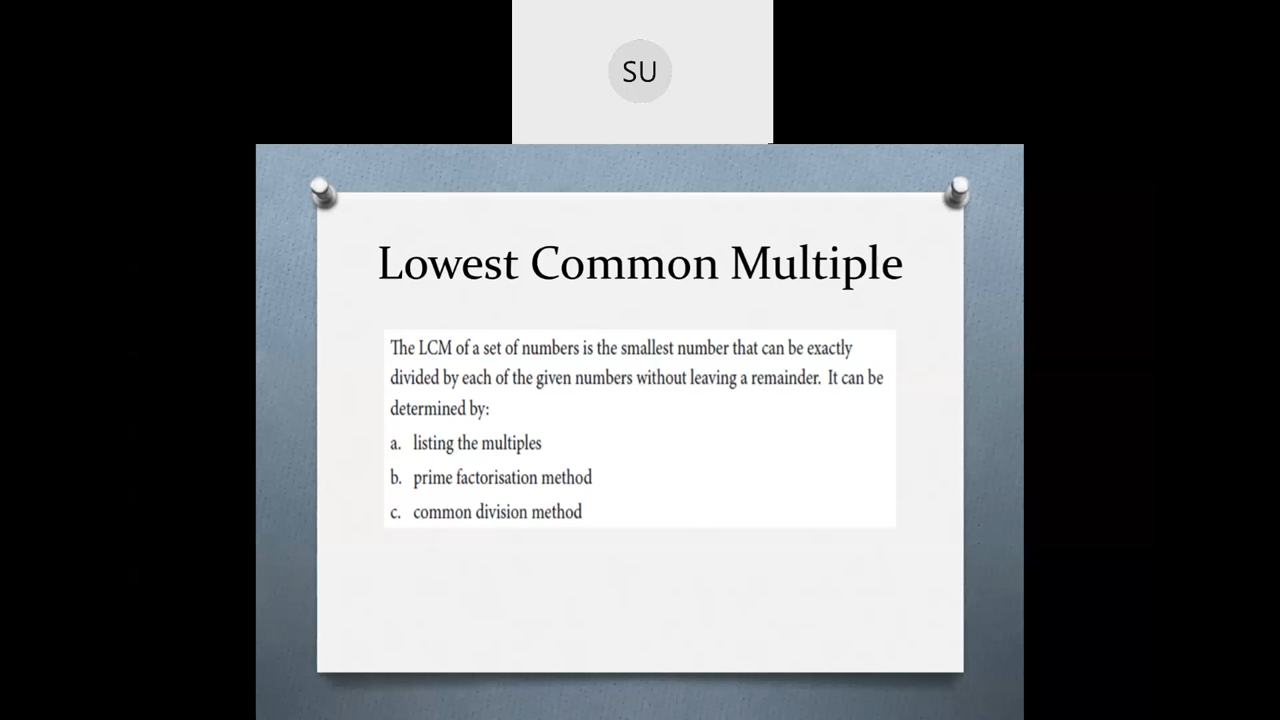 SU
Lowest Common Multiple
The LCM of a set of numbers is the smallest number that can be exactly
divided by each of the given numbers without leaving a remainder. It can be
determined by:
a. listing the multiples
b. prime factorisation method
c. common division method